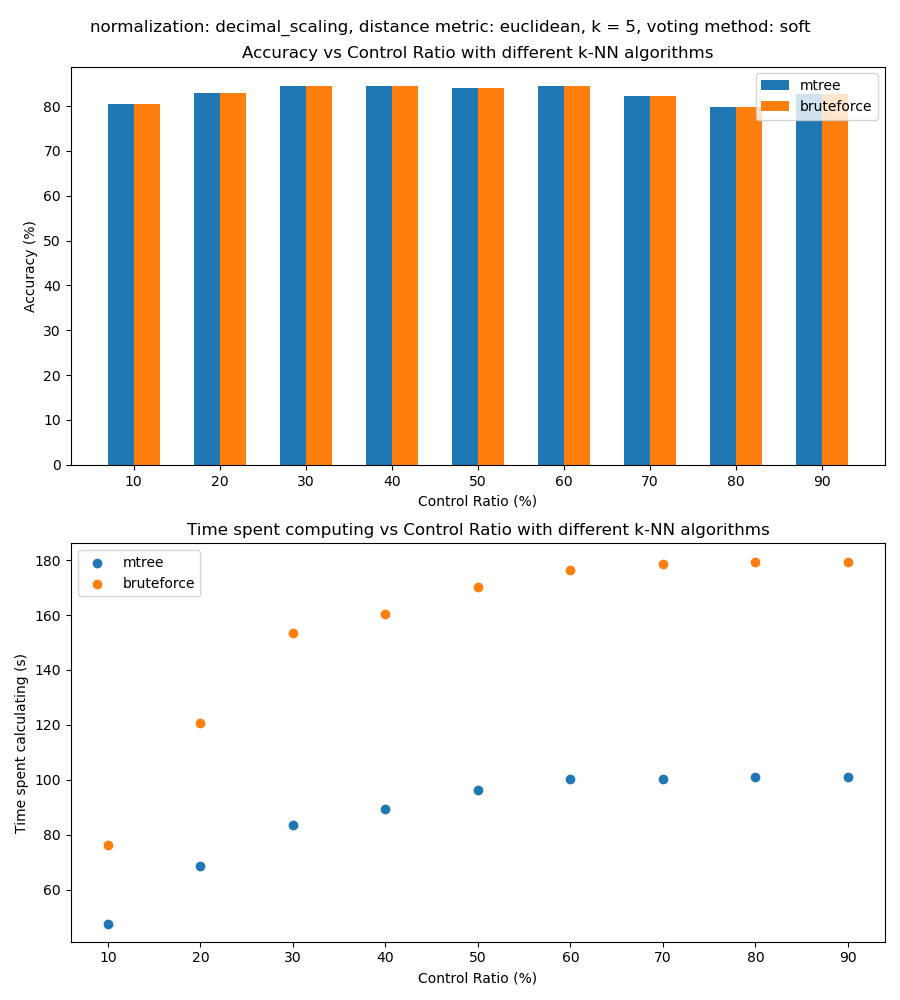 normalization: decimal_scaling, distance metric: euclidean, k = 5, voting method: soft
Accuracy vs Control Ratio with different k-NN algorithms
mtree
bruteforce
Accuracy (%)
80
70
60
50
40
30
20
10
0
10 20 30 40 50 60 70 80 90
Control Ratio (%)
Time spent computing vs Control Ratio with different k-NN algorithms
mtree
bruteforce
Time spent calculating (s)
180
160
140
120
100
80
60
10 20 30 40 50 60 70 80 90
Control Ratio (%)